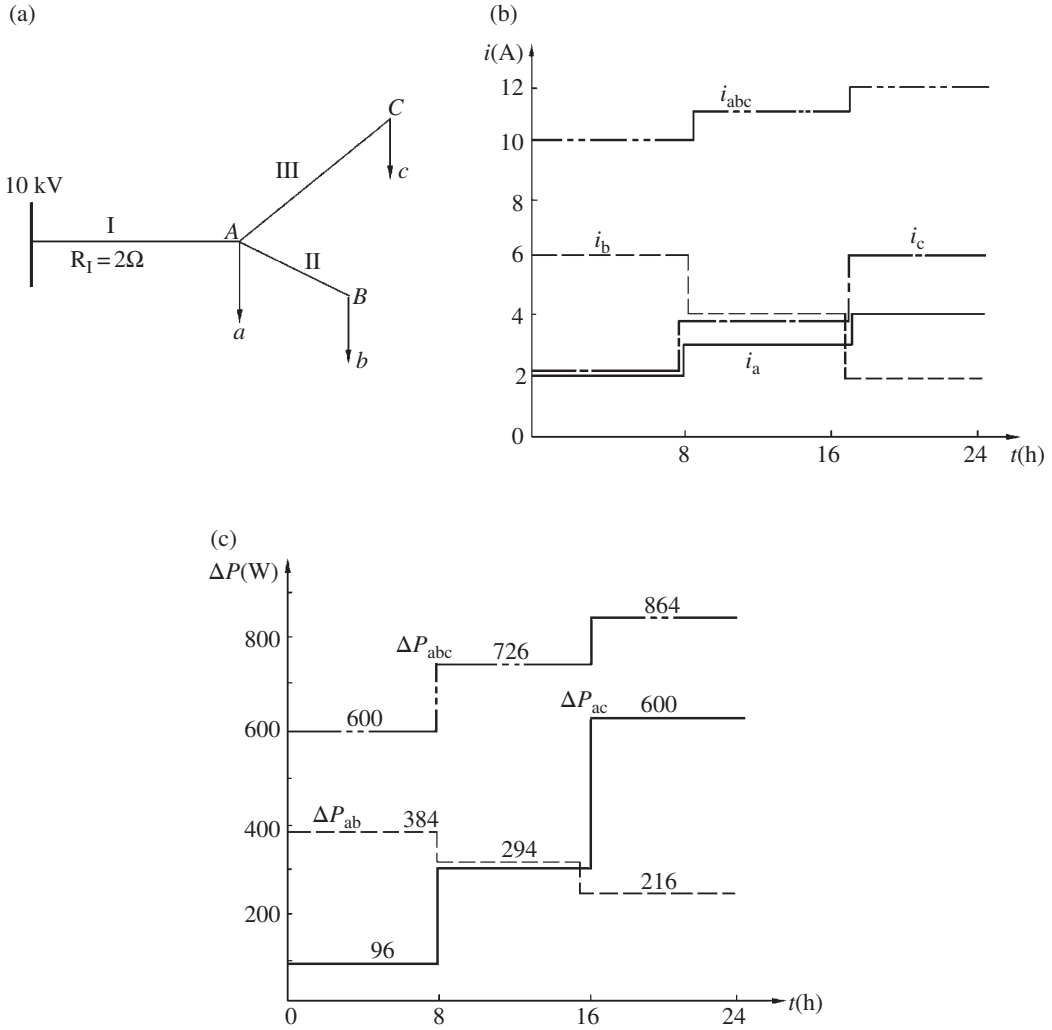 (a)
10 kV
I
R_I = 2Ω
A
a
II
B
b
III
C
c
(b)
i(A)
12
10
8
6
4
2
0
i_abc
i_b
i_c
i_a
8
16
24
t(h)
(c)
ΔP(W)
800
600
400
200
0
ΔP_abc
600
726
864
ΔP_ac
600
ΔP_ab
384
294
216
96
8
16
24
t(h)